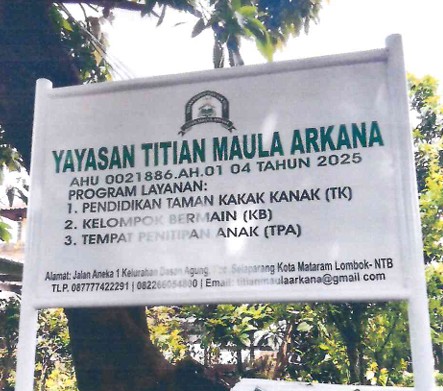 YAYASAN TITIAN MAULA ARKANA
AHU 0021886.AH.01 04 TAHUN 2025
PROGRAM LAYANAN:
1. PENDIDIKAN TAMAN KAKAK KANAK (TK)
2. KELOMPOK BERMAIN (KB)
3. TEMPAT PENITIPAN ANAK (TPA)
Alamat: Jalan Aneka 1 Kelurahan Dasan Agung, Selaparang Kota Mataram Lombok- NTB
TLP. 087777422291 | 082266054800 | Email: titianmaulaarkana@gmail.com